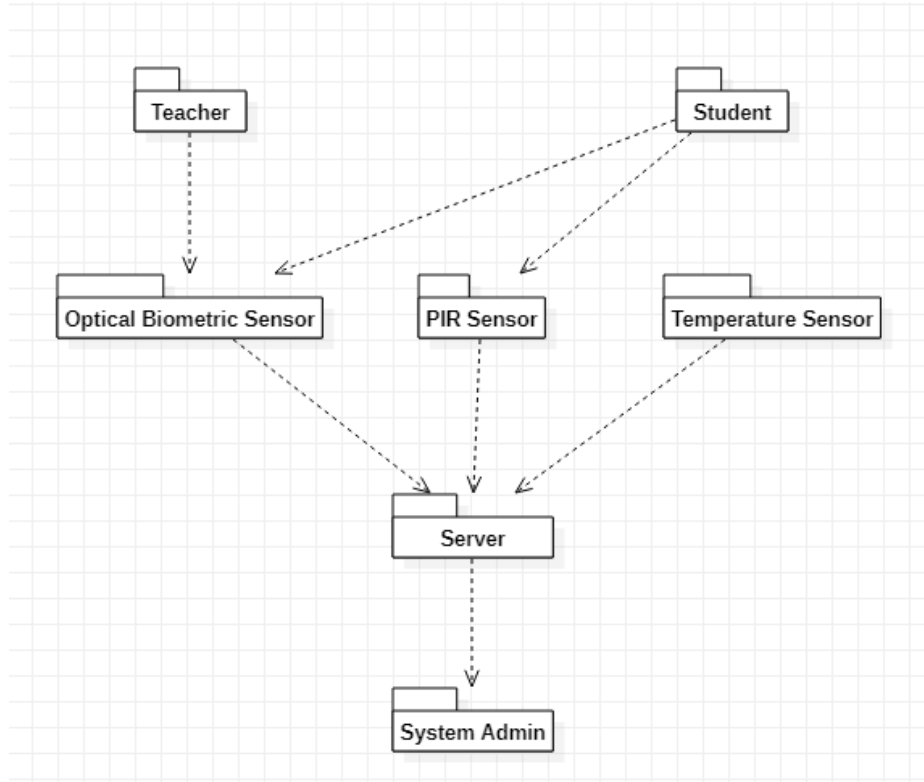 Teacher
Student
Optical Biometric Sensor
PIR Sensor
Temperature Sensor
Server
System Admin